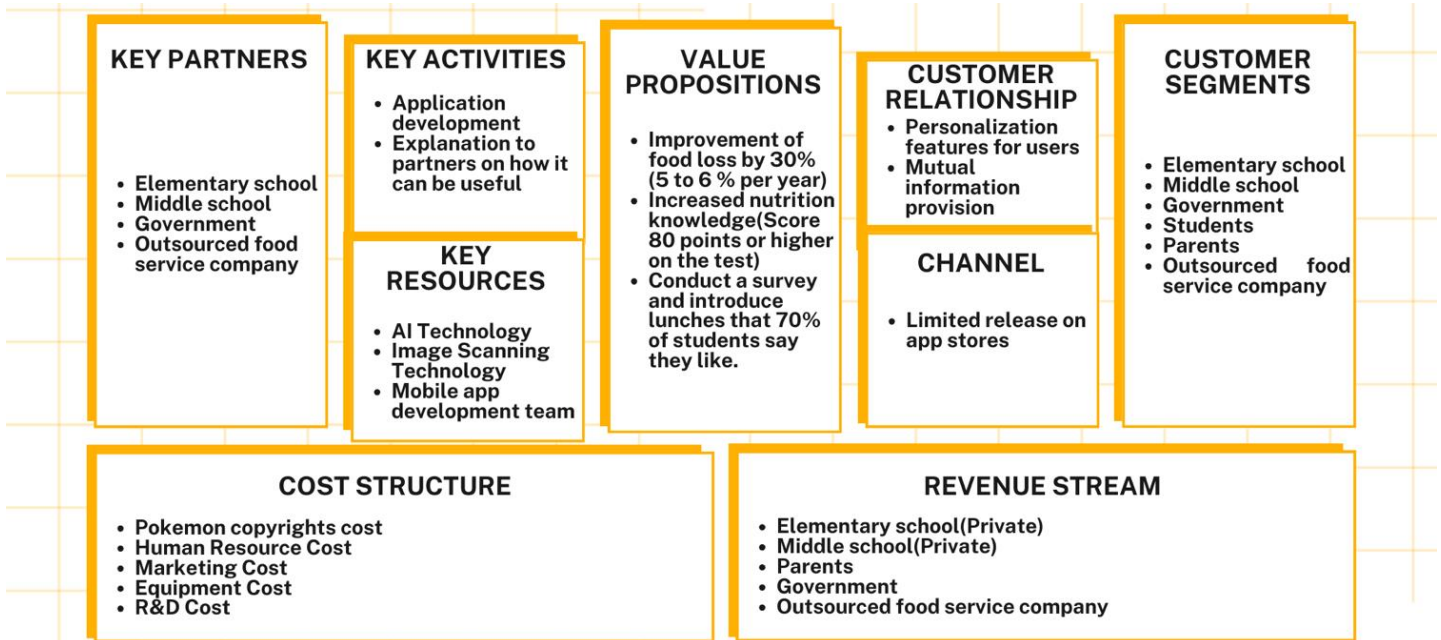 KEY PARTNERS
• Elementary school
• Middle school
• Government
• Outsourced food
service company
KEY ACTIVITIES
• Application
development
• Explanation to
partners on how it
can be useful
KEY
RESOURCES
• AI Technology
• Image Scanning
Technology
• Mobile app
development team
VALUE
PROPOSITIONS
• Improvement of
food loss by 30%
(5 to 6 % per year)
• Increased nutrition
knowledge(Score
80 points or higher
on the test)
• Conduct a survey
and introduce
lunches that 70%
of students say
they like.
CUSTOMER
RELATIONSHIP
• Personalization
features for users
• Mutual
information
provision
CHANNEL
• Limited release on
app stores
CUSTOMER
SEGMENTS
• Elementary school
• Middle school
• Government
• Students
• Parents
• Outsourced food
service company
COST STRUCTURE
• Pokemon copyrights cost
• Human Resource Cost
• Marketing Cost
• Equipment Cost
• R&D Cost
REVENUE STREAM
• Elementary school(Private)
• Middle school(Private)
• Parents
• Government
• Outsourced food service company